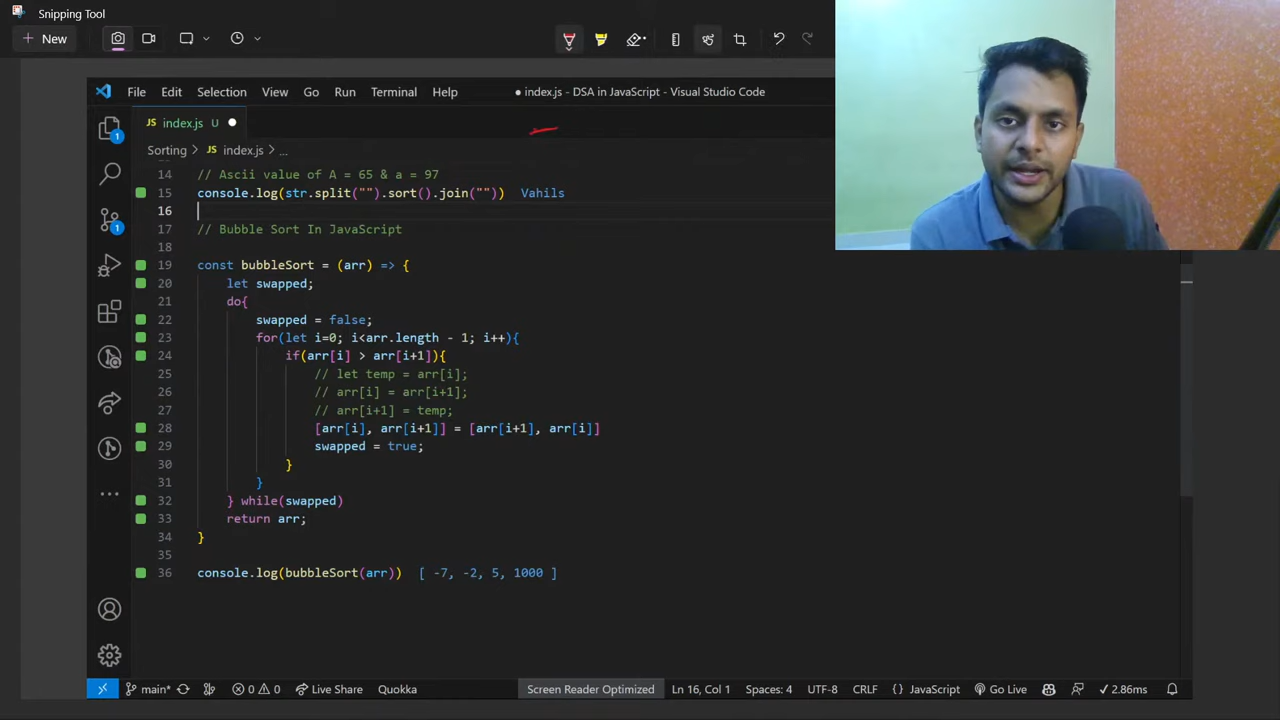 Snipping Tool
New
File Edit Selection View Go Run Terminal Help
● index.js - DSA in JavaScript - Visual Studio Code
JS index.js U
Sorting > JS index.js > ...
14 // Ascii value of A = 65 & a = 97
15 console.log(str.split("").sort().join("")) Vahils
16
17 // Bubble Sort In JavaScript
18
19 const bubbleSort = (arr) => {
20 let swapped;
21 do{
22 swapped = false;
23 for(let i=0; i<arr.length - 1; i++){
24 if(arr[i] > arr[i+1]){
25 // let temp = arr[i];
26 // arr[i] = arr[i+1];
27 // arr[i+1] = temp;
28 [arr[i], arr[i+1]] = [arr[i+1], arr[i]]
29 swapped = true;
30 }
31 }
32 } while(swapped)
33 return arr;
34 }
35
36 console.log(bubbleSort(arr)) [ -7, -2, 5, 1000 ]
1
1
main* 0 0 Live Share Quokka Screen Reader Optimized Ln 16, Col 1 Spaces: 4 UTF-8 CRLF {} JavaScript Go Live ✓ 2.86ms